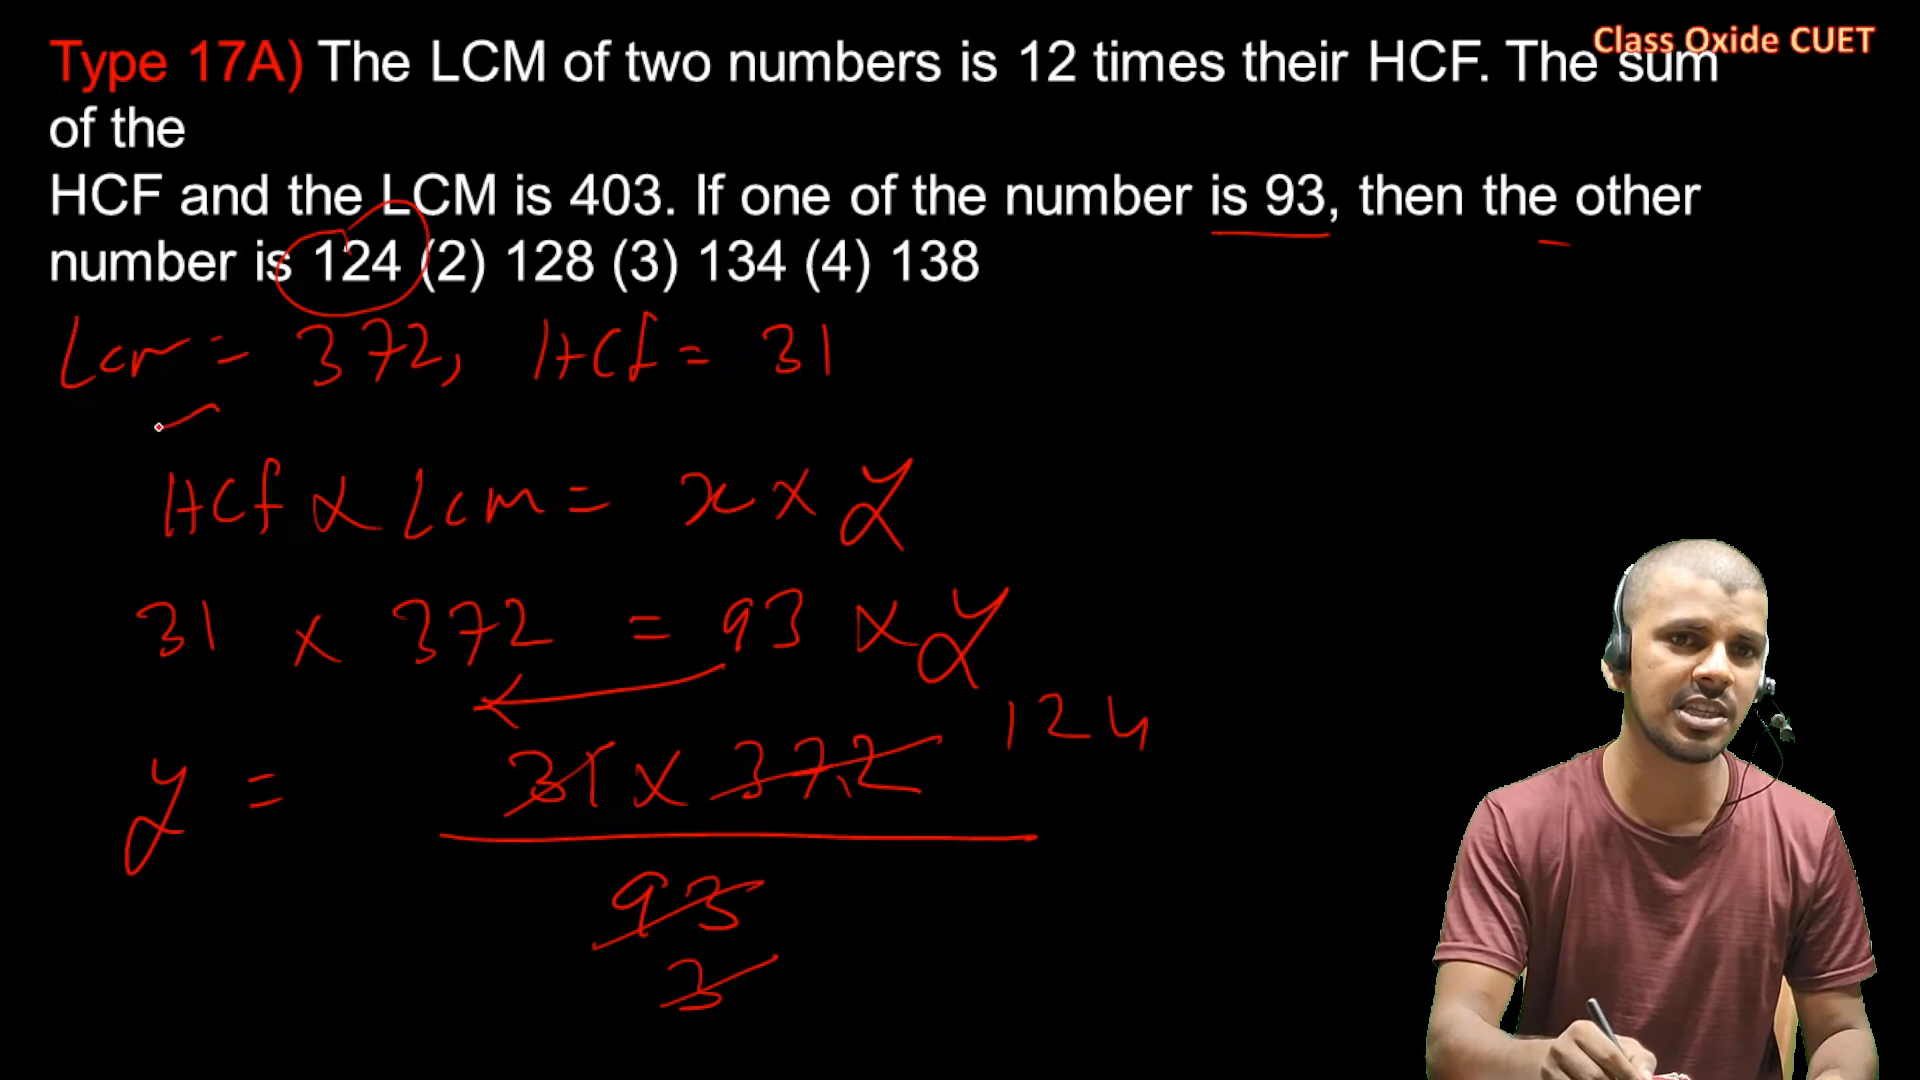 Class Oxide CUET
Type 17A) The LCM of two numbers is 12 times their HCF. The sum
of the
HCF and the LCM is 403. If one of the number is 93, then the other
number is 124 (2) 128 (3) 134 (4) 138
Lcm = 372, HCf = 31
HCf x Lcm = x x y
31 x 372 = 93 x y
124
y = 31 x 372
93
3